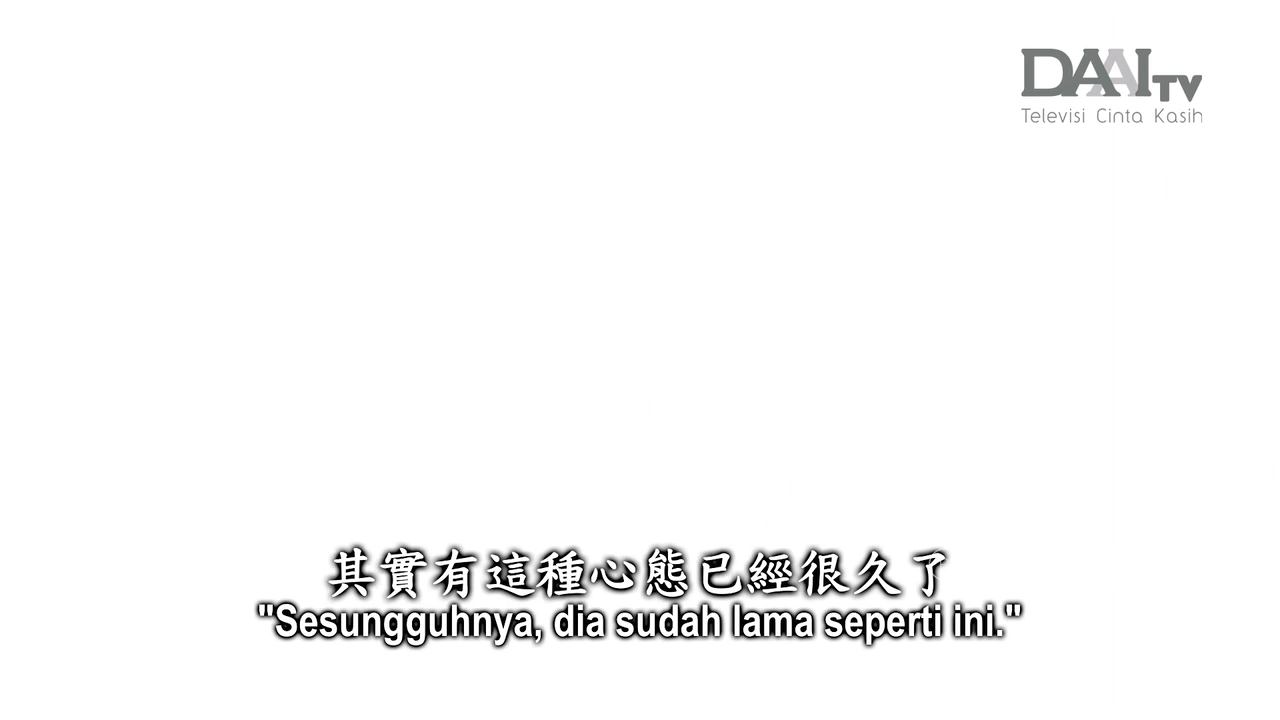 DAAI TV
Televisi Cinta Kasih
其實有這種心態已經很久了
"Sesungguhnya, dia sudah lama seperti ini."